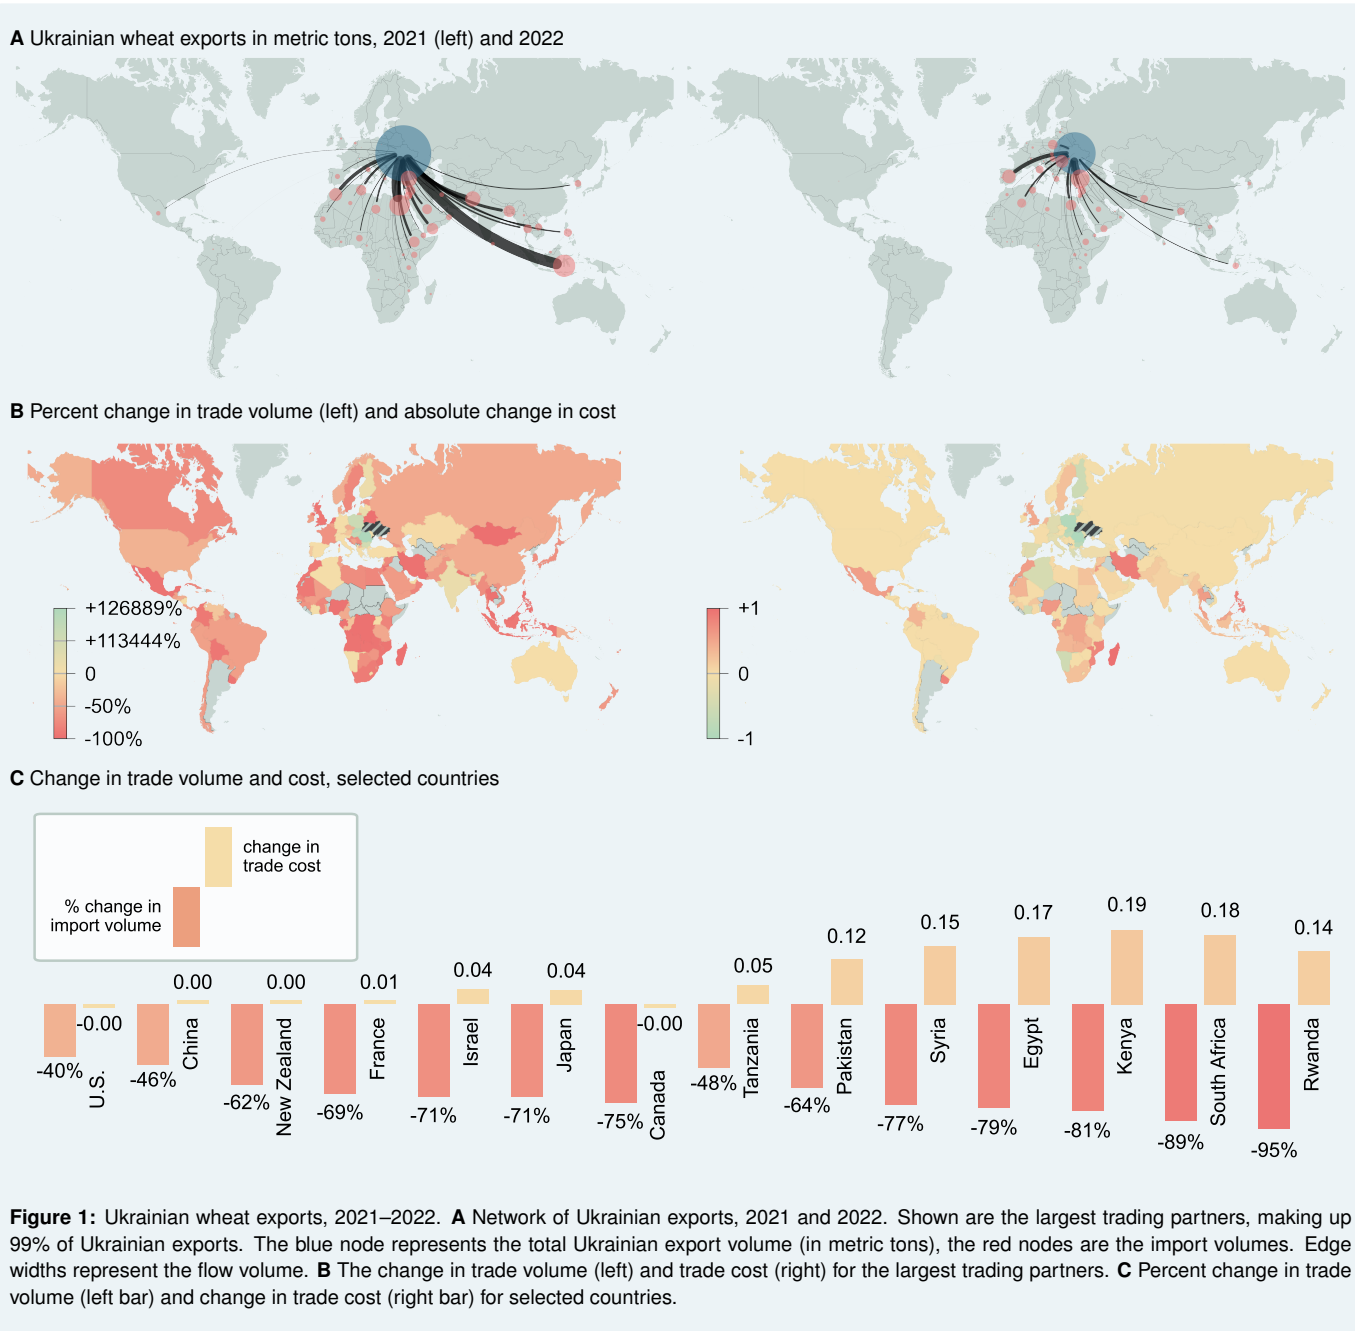 A Ukrainian wheat exports in metric tons, 2021 (left) and 2022
B Percent change in trade volume (left) and absolute change in cost
+126889%
+113444%
0
-50%
-100%
+1
0
-1
C Change in trade volume and cost, selected countries
change in
trade cost
% change in
import volume
-0.00
-40%
U.S.
0.00
-46%
China
0.00
-62%
New Zealand
0.01
-69%
France
0.04
-71%
Israel
0.04
-71%
Japan
-0.00
-75%
Canada
0.05
-48%
Tanzania
0.12
-64%
Pakistan
0.15
-77%
Syria
0.17
-79%
Egypt
0.19
-81%
Kenya
0.18
-89%
South Africa
0.14
-95%
Rwanda
Figure 1: Ukrainian wheat exports, 2021–2022. A Network of Ukrainian exports, 2021 and 2022. Shown are the largest trading partners, making up
99% of Ukrainian exports. The blue node represents the total Ukrainian export volume (in metric tons), the red nodes are the import volumes. Edge
widths represent the flow volume. B The change in trade volume (left) and trade cost (right) for the largest trading partners. C Percent change in trade
volume (left bar) and change in trade cost (right bar) for selected countries.